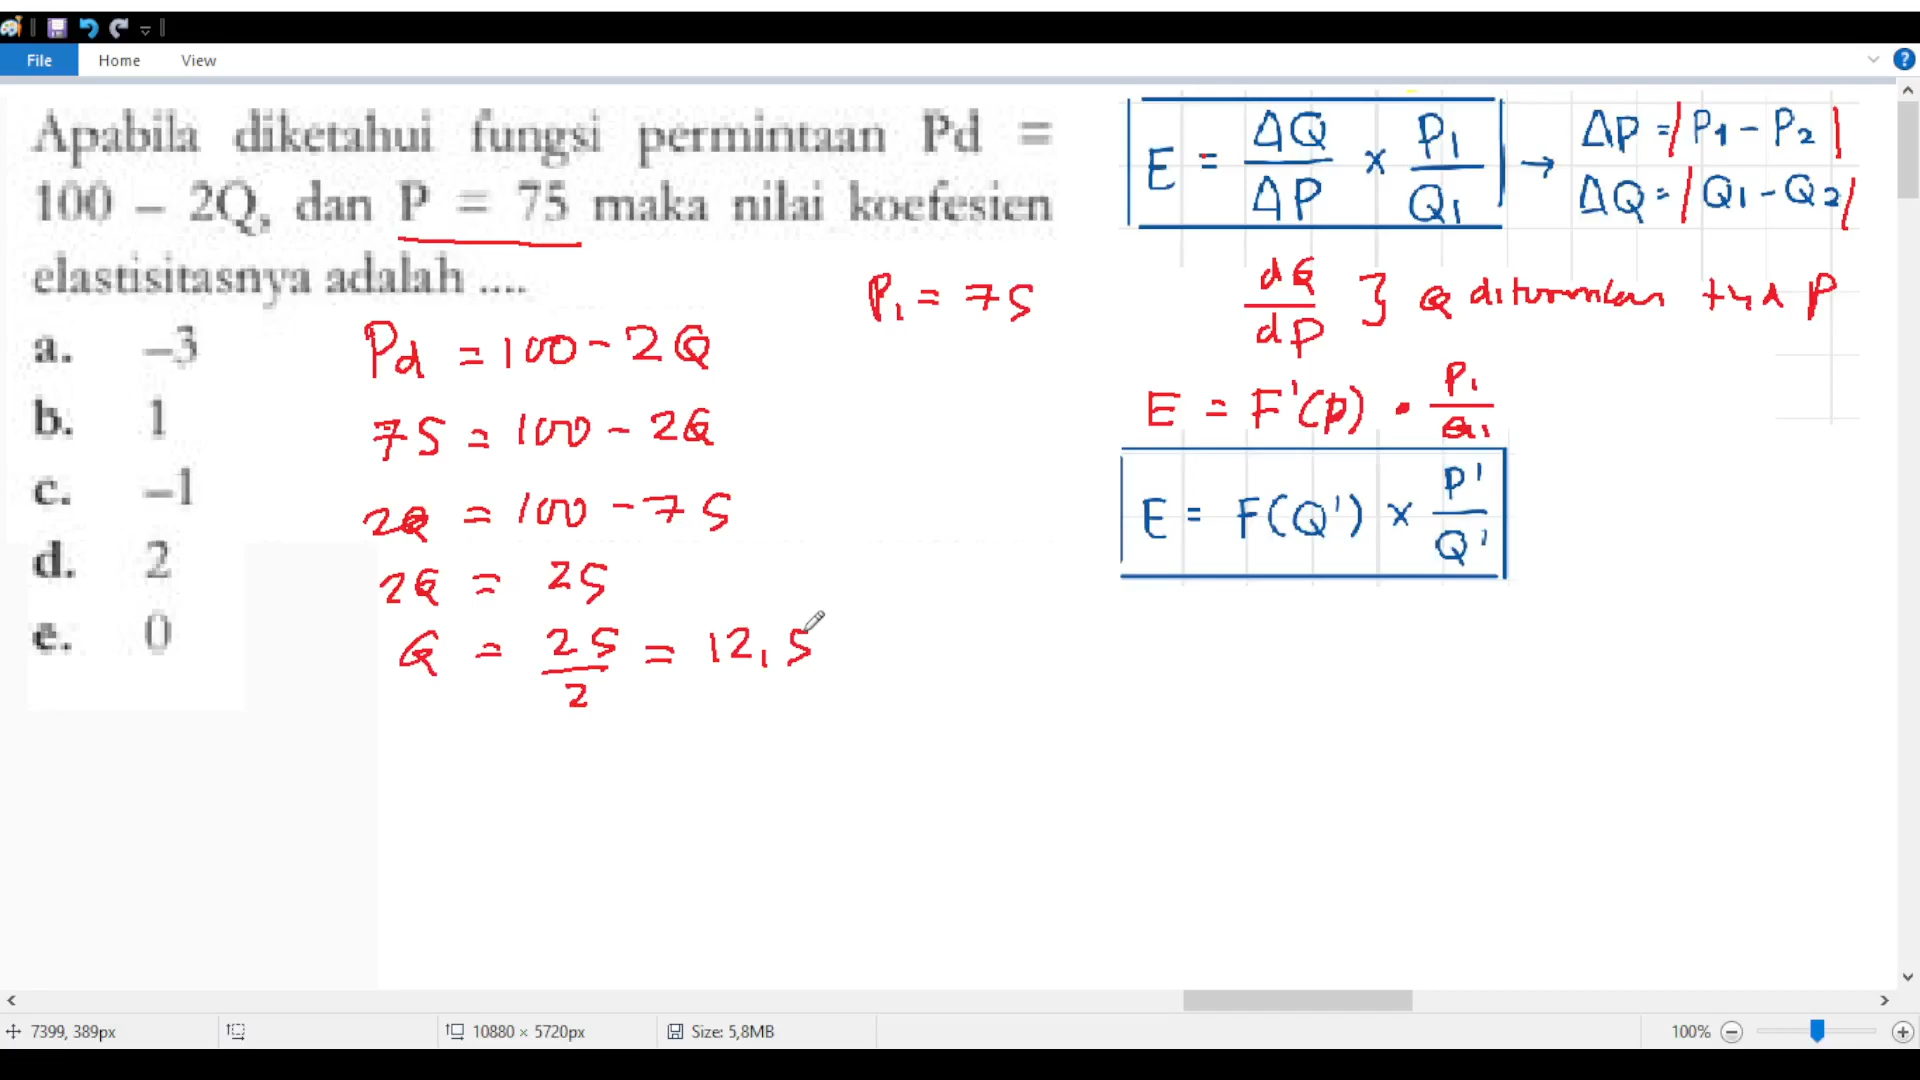 File Home View
Apabila diketahui fungsi permintaan Pd =
100 – 2Q, dan P = 75 maka nilai koefesien
elastisitasnya adalah ....
a. –3
b. 1
c. –1
d. 2
e. 0
P₁ = 75
Pd = 100 - 2Q
75 = 100 - 2Q
2Q = 100 - 75
2Q = 25
Q = 25/2 = 12,5
E = ΔQ/ΔP × P₁/Q₁ → ΔP = |P₁ - P₂|
ΔQ = |Q₁ - Q₂|
dQ/dP } Q diturunkan thd P
E = F'(P) • P₁/Q₁
E = F(Q') × P'/Q'
7399, 389px 10880 × 5720px Size: 5,8MB 100%